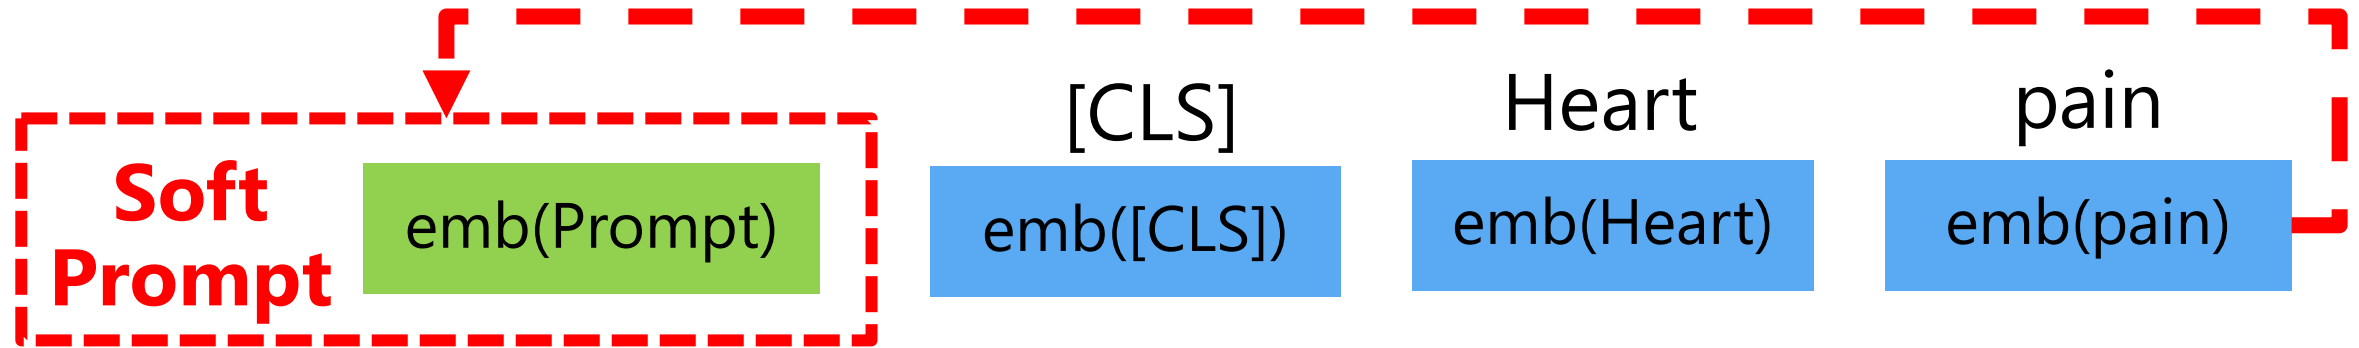 Soft
Prompt
emb(Prompt)
[CLS]
emb([CLS])
Heart
emb(Heart)
pain
emb(pain)